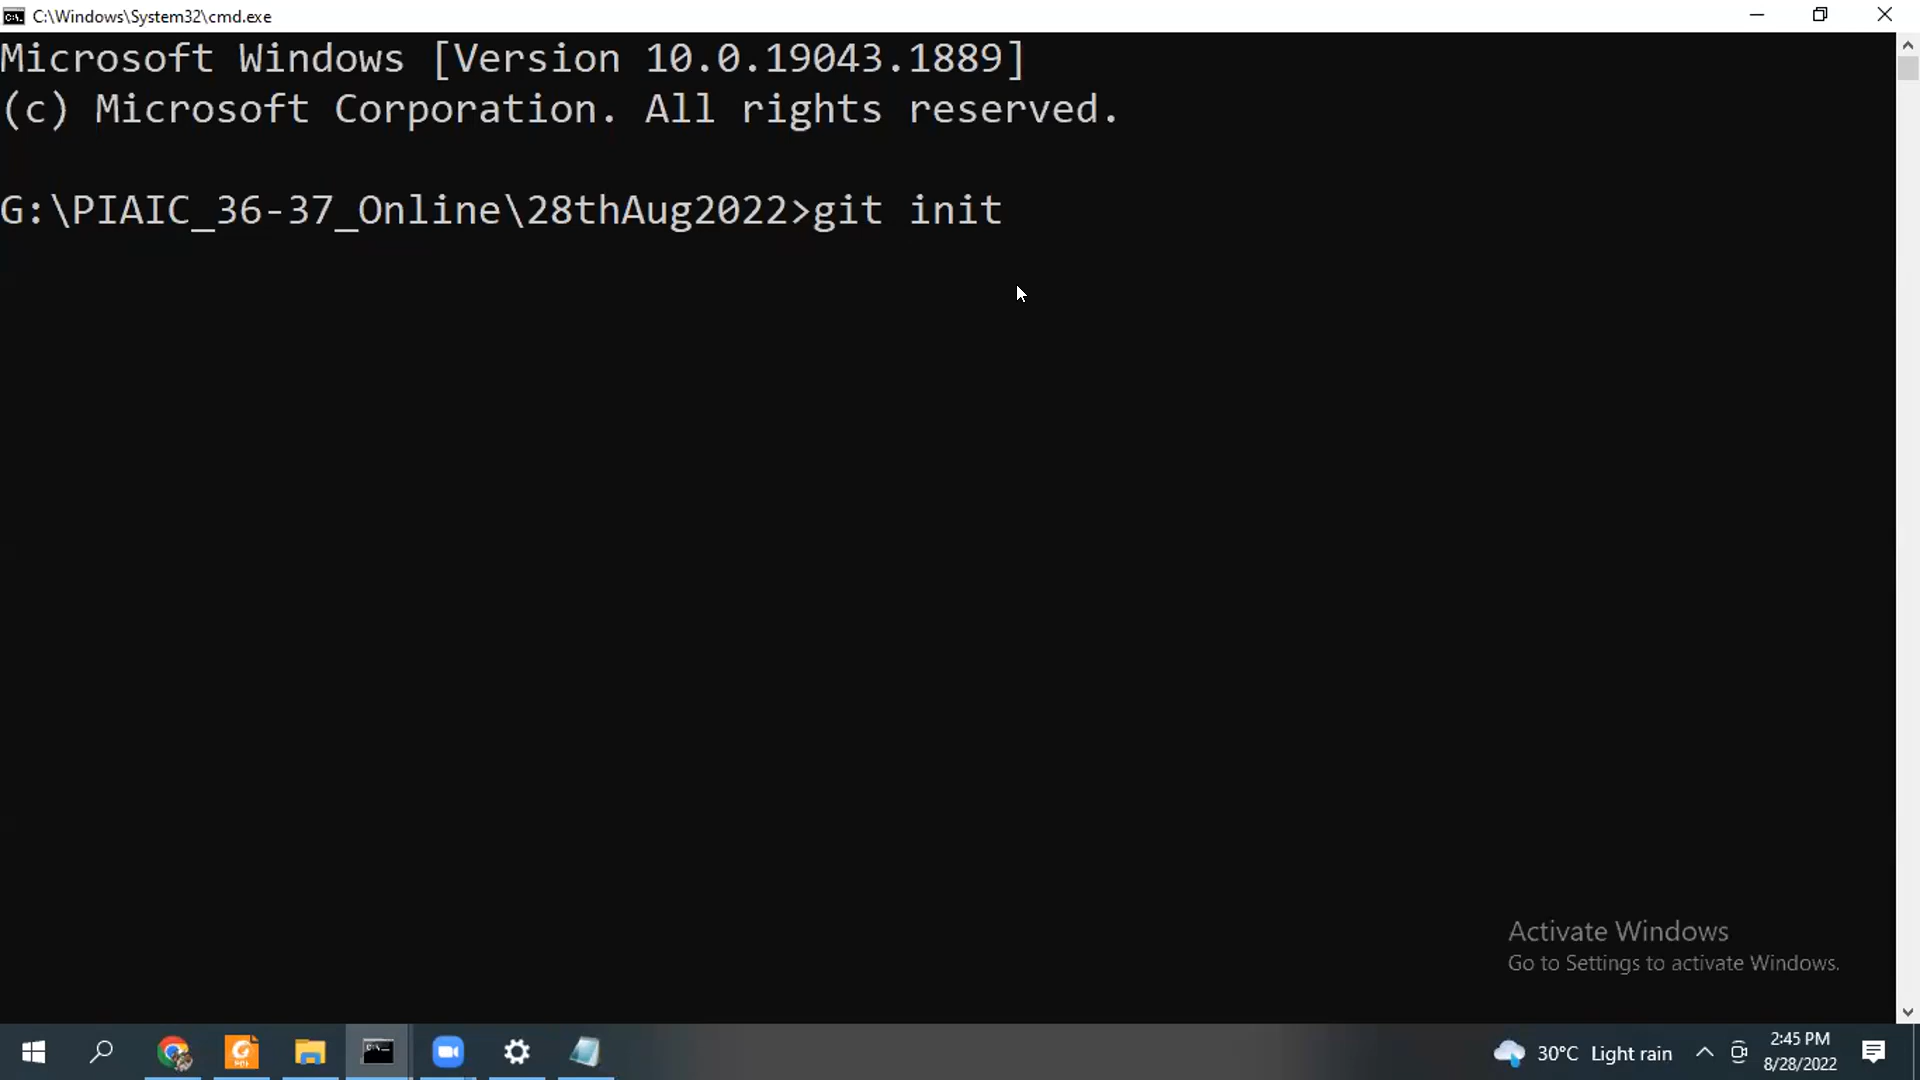 C:\Windows\System32\cmd.exe
Microsoft Windows [Version 10.0.19043.1889]
(c) Microsoft Corporation. All rights reserved.
G:\PIAIC_36-37_Online\28thAug2022>git init
Activate Windows
Go to Settings to activate Windows.
30°C Light rain
2:45 PM
8/28/2022